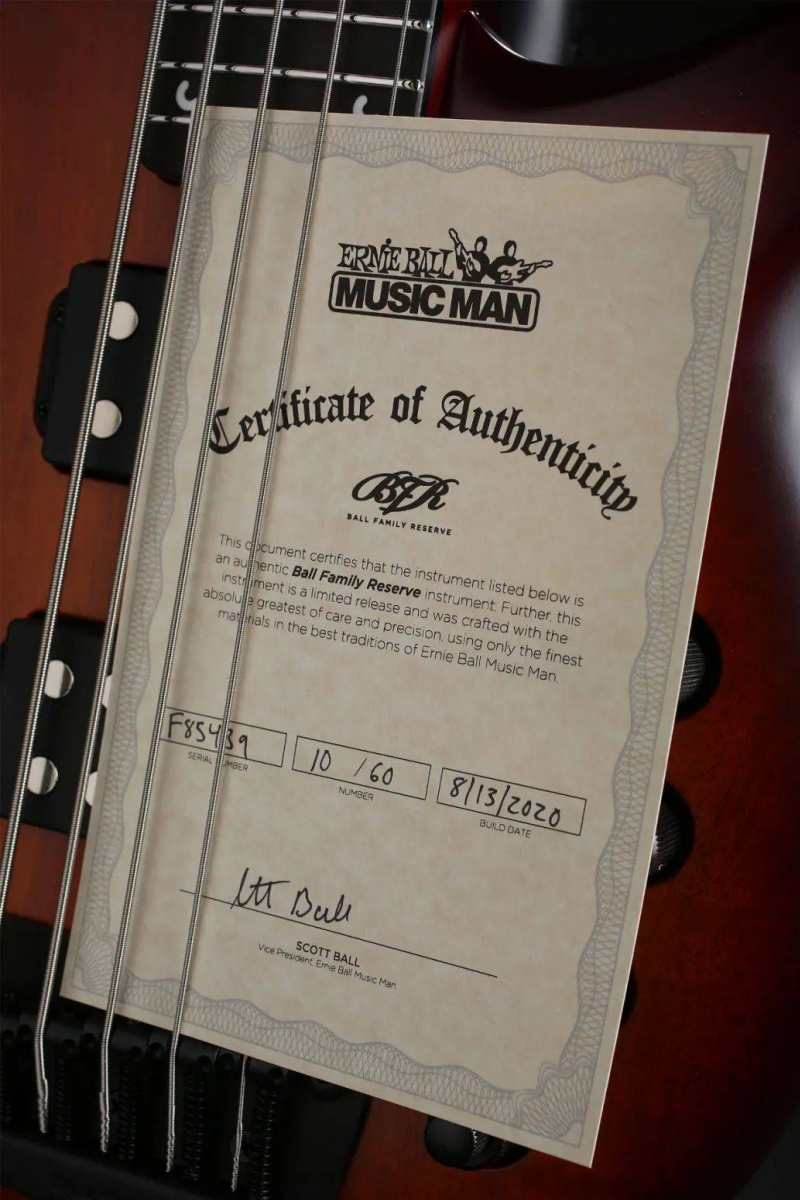 ERNIE BALL
MUSIC MAN
Certificate of Authenticity
BFR
BALL FAMILY RESERVE
This document certifies that the instrument listed below is
an authentic Ball Family Reserve instrument. Further, this
instrument is a limited release and was crafted with the
absolute greatest of care and precision, using only the finest
materials in the best traditions of Ernie Ball Music Man.
F85439 10 /60 8/13/2020
SERIAL NUMBER NUMBER BUILD DATE
Scott Ball
SCOTT BALL
Vice President, Ernie Ball Music Man